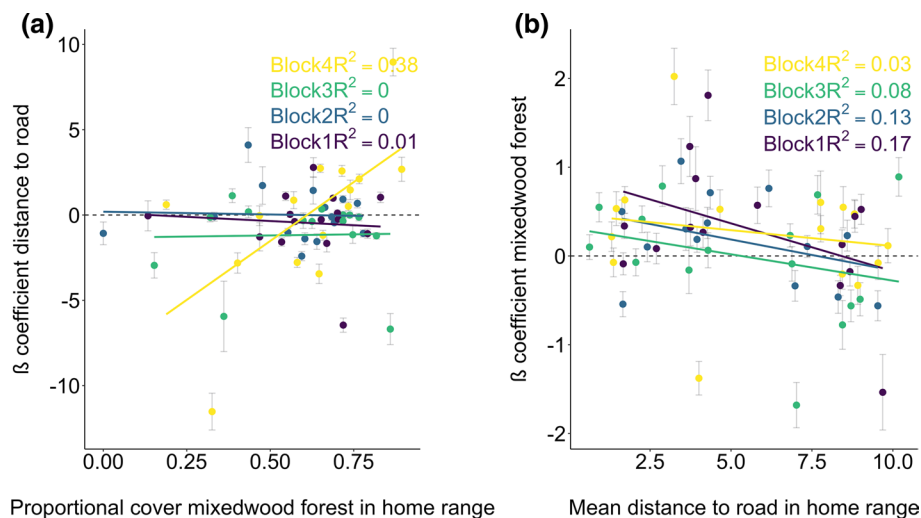 (a)
10
5
0
-5
-10
0.00
0.25
0.50
0.75
ß coefficient distance to road
Block4R² = 0.38
Block3R² = 0
Block2R² = 0
Block1R² = 0.01
Proportional cover mixedwood forest in home range
(b)
2
1
0
-1
-2
2.5
5.0
7.5
10.0
ß coefficient mixedwood forest
Block4R² = 0.03
Block3R² = 0.08
Block2R² = 0.13
Block1R² = 0.17
Mean distance to road in home range